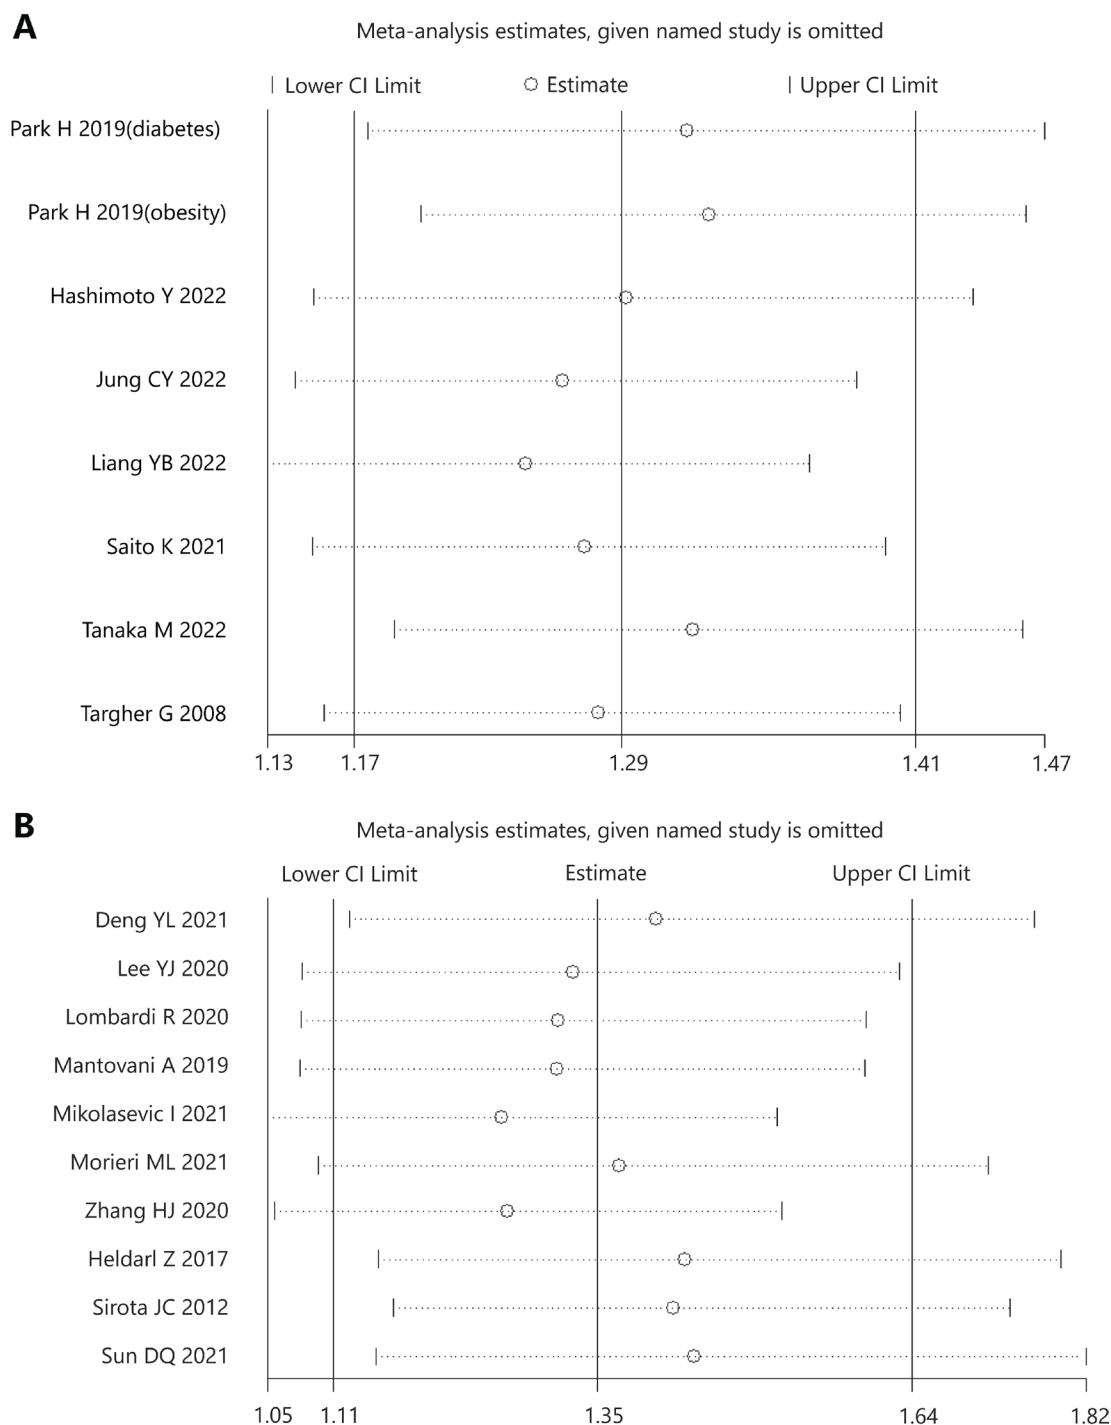 A
Meta-analysis estimates, given named study is omitted
Lower CI Limit Estimate Upper CI Limit
Park H 2019(diabetes)
Park H 2019(obesity)
Hashimoto Y 2022
Jung CY 2022
Liang YB 2022
Saito K 2021
Tanaka M 2022
Targher G 2008
1.13 1.17 1.29 1.41 1.47
B
Meta-analysis estimates, given named study is omitted
Lower CI Limit Estimate Upper CI Limit
Deng YL 2021
Lee YJ 2020
Lombardi R 2020
Mantovani A 2019
Mikolasevic I 2021
Morieri ML 2021
Zhang HJ 2020
Heldarl Z 2017
Sirota JC 2012
Sun DQ 2021
1.05 1.11 1.35 1.64 1.82